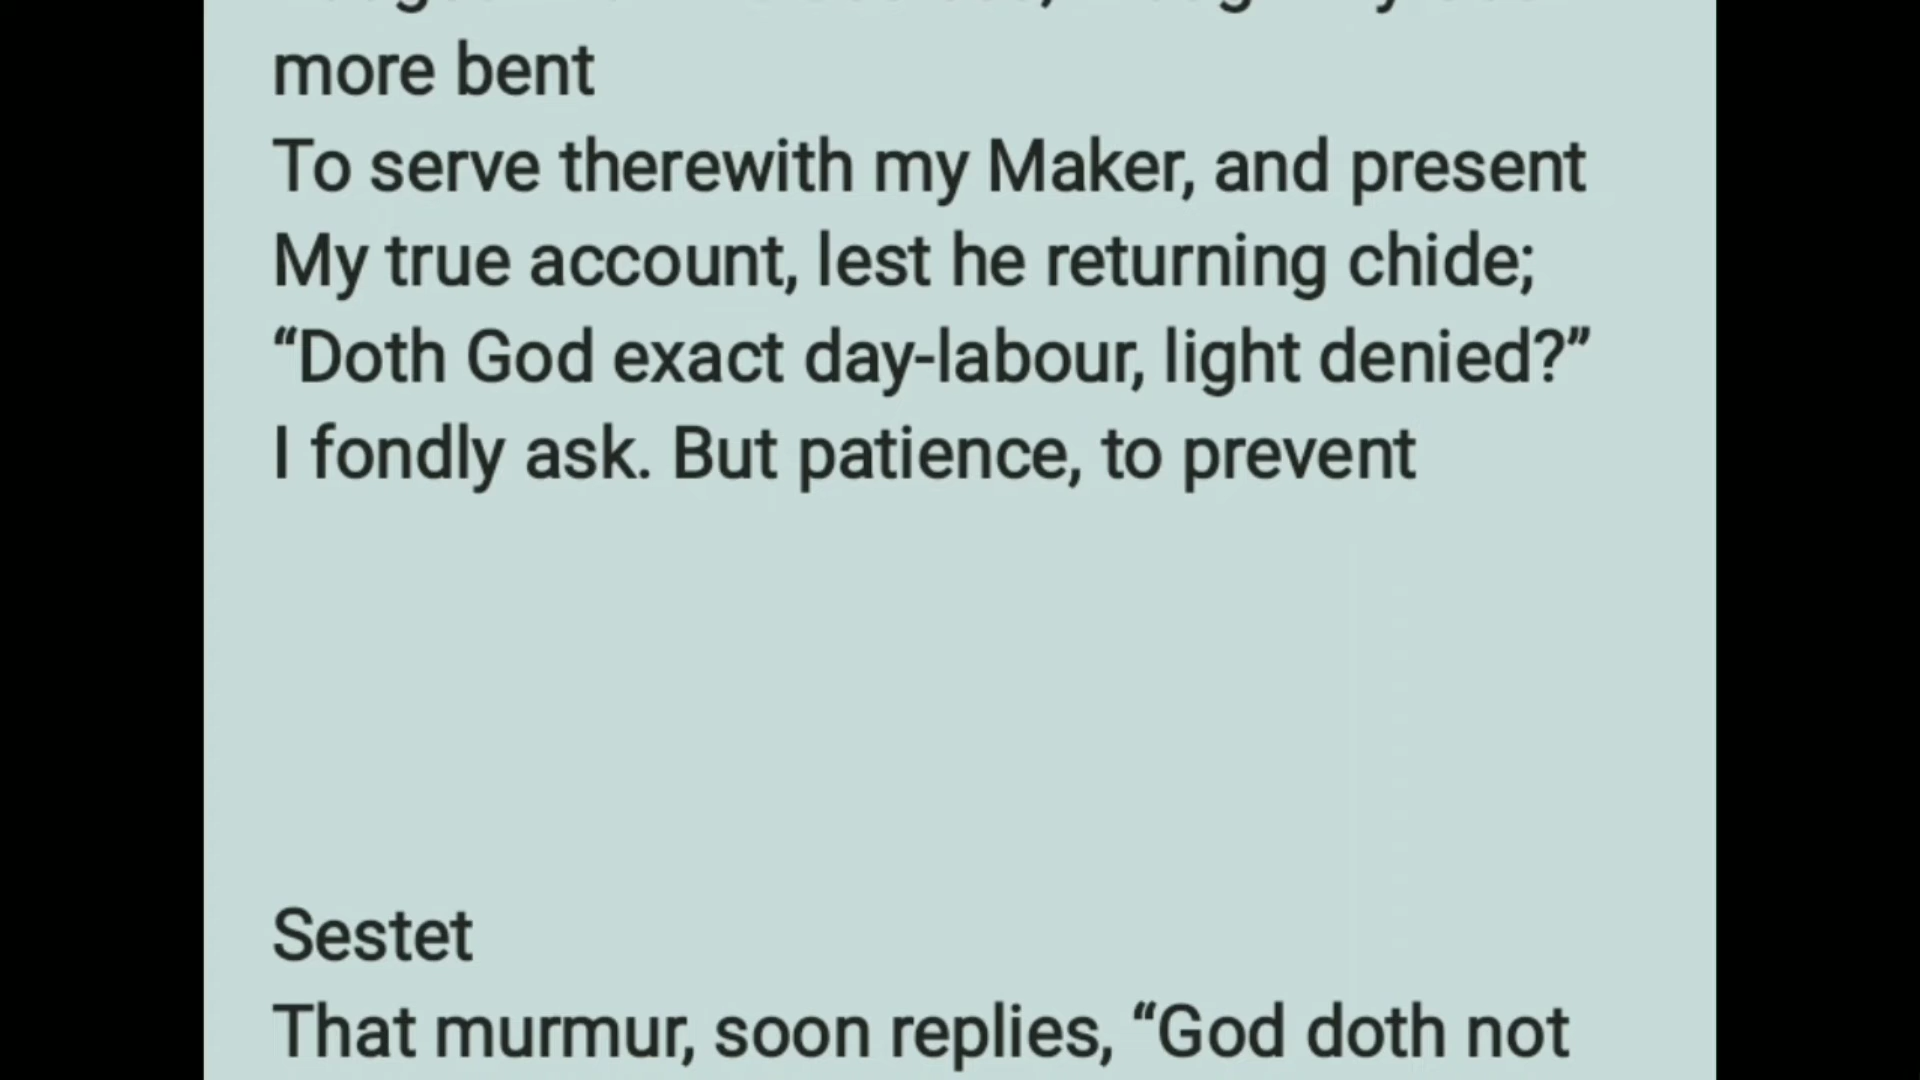 more bent
To serve therewith my Maker, and present
My true account, lest he returning chide;
“Doth God exact day-labour, light denied?”
I fondly ask. But patience, to prevent
Sestet
That murmur, soon replies, “God doth not